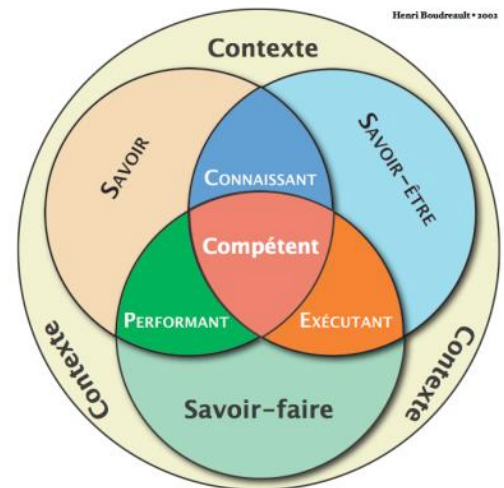 Henri Boudreault • 2002
Contexte
SAVOIR
SAVOIR-ÊTRE
CONNAISSANT
Compétent
PERFORMANT
EXÉCUTANT
Contexte
Contexte
Savoir-faire